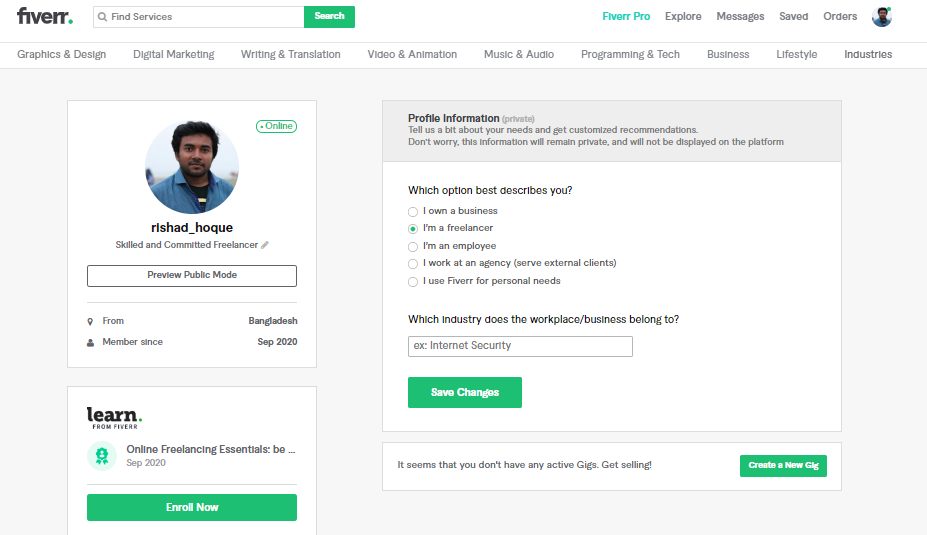 fiverr.
Find Services
Search
Fiverr Pro
Explore
Messages
Saved
Orders
Graphics & Design
Digital Marketing
Writing & Translation
Video & Animation
Music & Audio
Programming & Tech
Business
Lifestyle
Industries
• Online
rishad_hoque
Skilled and Committed Freelancer
Preview Public Mode
From Bangladesh
Member since Sep 2020
learn.
FROM FIVERR
Online Freelancing Essentials: be ...
Sep 2020
Enroll Now
Profile Information (private)
Tell us a bit about your needs and get customized recommendations.
Don't worry, this information will remain private, and will not be displayed on the platform
Which option best describes you?
I own a business
I'm a freelancer
I'm an employee
I work at an agency (serve external clients)
I use Fiverr for personal needs
Which industry does the workplace/business belong to?
ex: Internet Security
Save Changes
It seems that you don't have any active Gigs. Get selling!
Create a New Gig